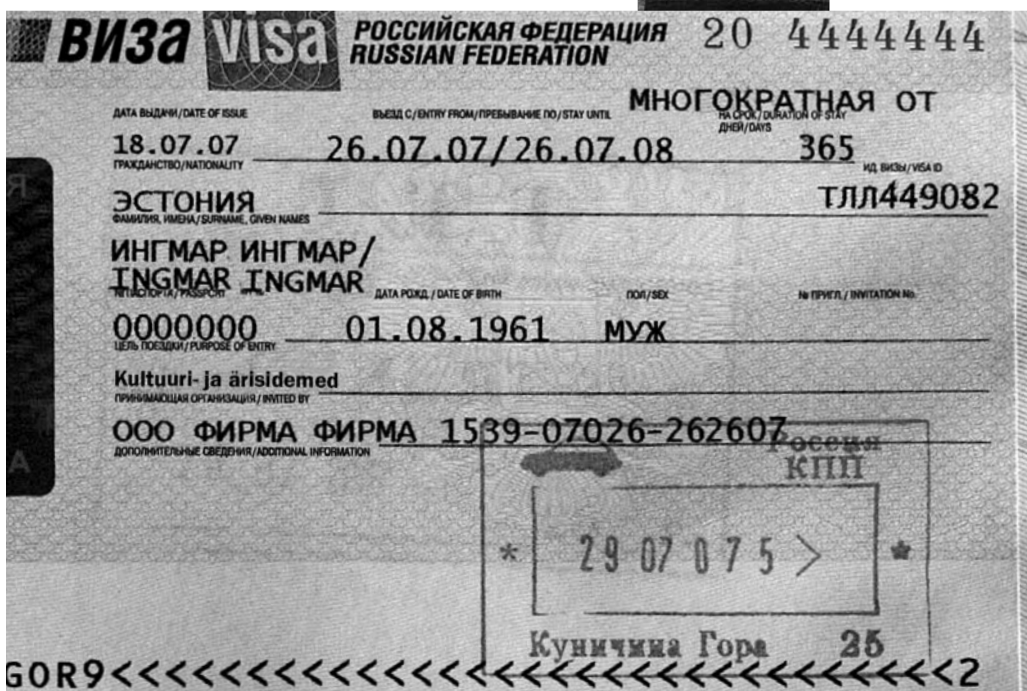 ВИЗА visa РОССИЙСКАЯ ФЕДЕРАЦИЯ 20 4444444
RUSSIAN FEDERATION
МНОГОКРАТНАЯ ОТ
ДАТА ВЫДАЧИ/DATE OF ISSUE ВЪЕЗД С/ENTRY FROM/ПРЕБЫВАНИЕ ПО/STAY UNTIL НА СРОК/DURATION OF STAY
ДНЕЙ/DAYS
18.07.07 26.07.07/26.07.08 365
ГРАЖДАНСТВО/NATIONALITY ИД. ВИЗЫ/VISA ID
ЭСТОНИЯ ТЛЛ449082
ФАМИЛИЯ, ИМЕНА/SURNAME, GIVEN NAMES
ИНГМАР ИНГМАР/
INGMAR INGMAR
ПАСПОРТА/PASSPORT ДАТА РОЖД./DATE OF BIRTH ПОЛ/SEX № ПРИГЛ./INVITATION No.
0000000 01.08.1961 МУЖ
ЦЕЛЬ ПОЕЗДКИ/PURPOSE OF ENTRY
Kultuuri- ja ärisidemed
ПРИНИМАЮЩАЯ ОРГАНИЗАЦИЯ/INVITED BY
ООО ФИРМА ФИРМА 1539-07026-262607
ДОПОЛНИТЕЛЬНЫЕ СВЕДЕНИЯ/ADDITIONAL INFORMATION
Россия
КПП
* 29 07 07 5 > *
Куничина Гора 25
GOR9<<<<<<<<<<<<<<<<<<<<<<<<<<<<<<<<<<2